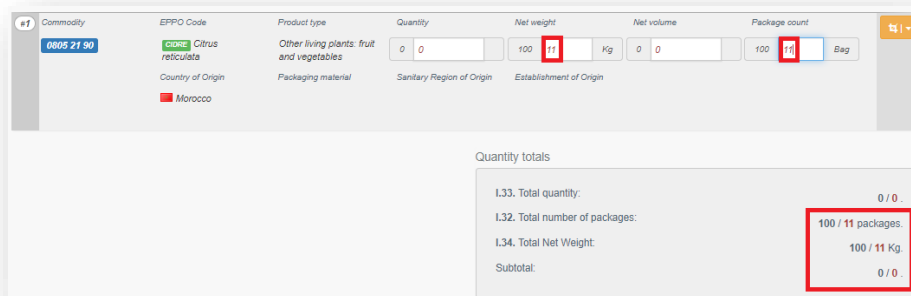 #1 Commodity EPPO Code Product type Quantity Net weight Net volume Package count
0805 21 90 CIDRE Citrus reticulata Other living plants: fruit and vegetables 0 0 100 11 Kg 0 0 100 11 Bag
Country of Origin Packaging material Sanitary Region of Origin Establishment of Origin
Morocco
Quantity totals
I.33. Total quantity: 0 / 0 .
I.32. Total number of packages: 100 / 11 packages.
I.34. Total Net Weight: 100 / 11 Kg.
Subtotal: 0 / 0 .